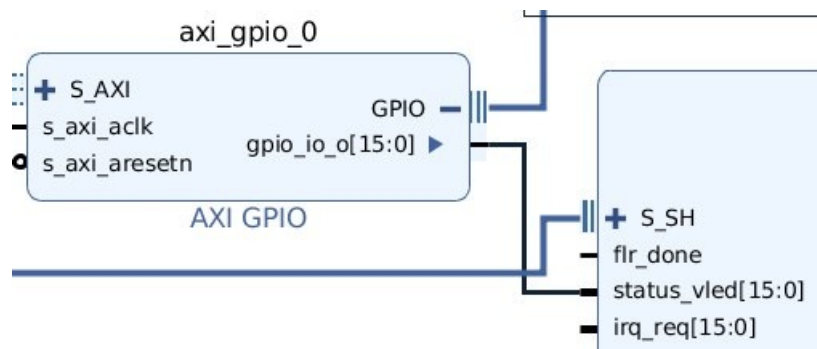 axi_gpio_0
S_AXI
s_axi_aclk
s_axi_aresetn
GPIO
gpio_io_o[15:0]
AXI GPIO
S_SH
flr_done
status_vled[15:0]
irq_req[15:0]